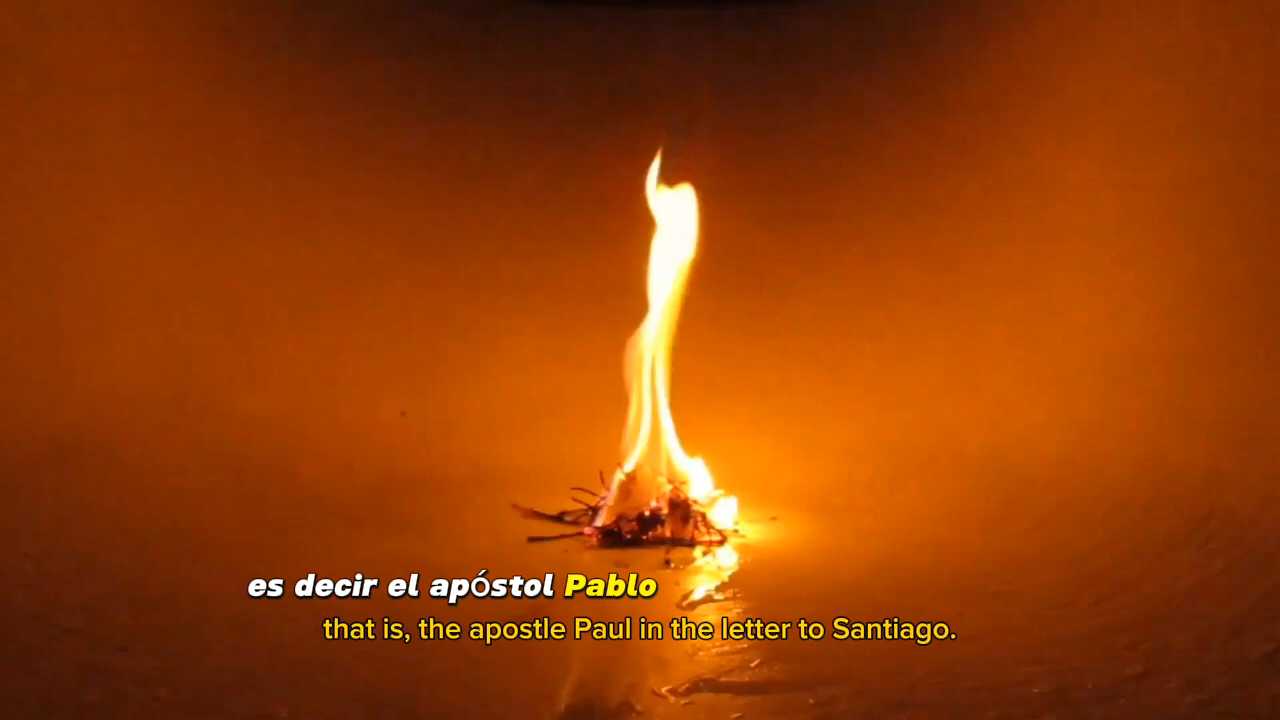 es decir el apóstol Pablo
that is, the apostle Paul in the letter to Santiago.